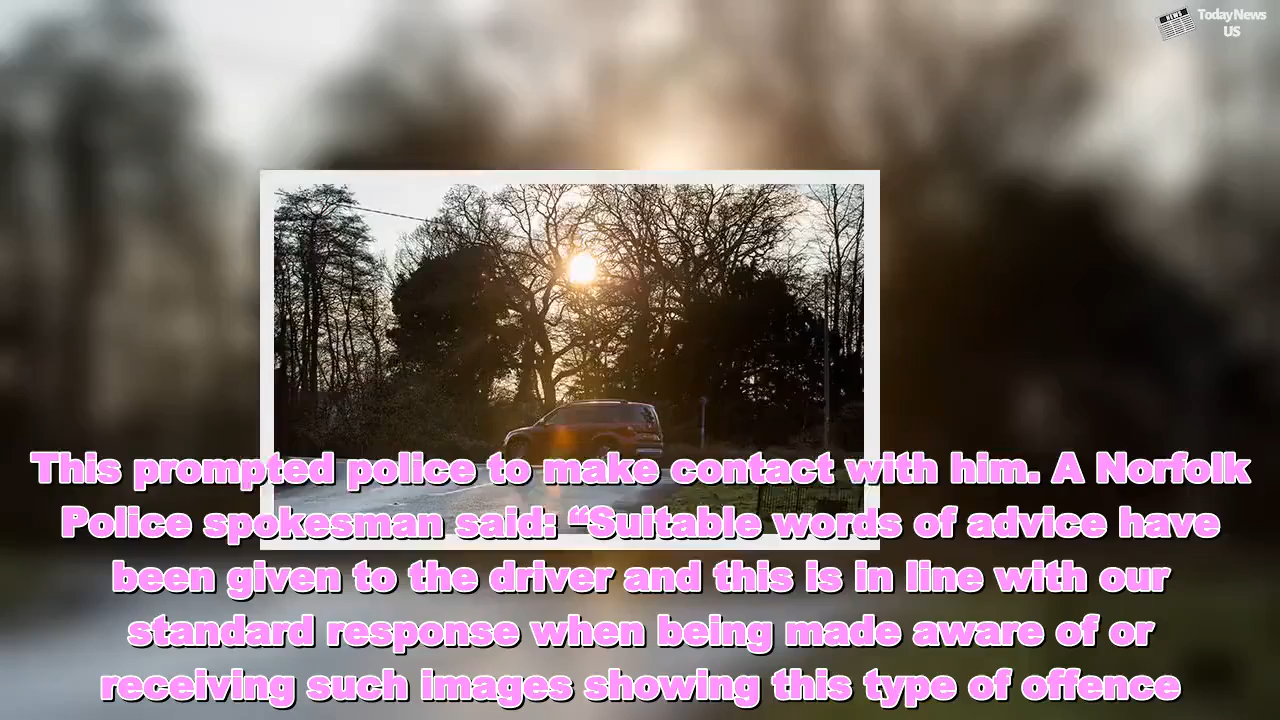 NEWS
TodayNews
US
This prompted police to make contact with him. A Norfolk
Police spokesman said: “Suitable words of advice have
been given to the driver and this is in line with our
standard response when being made aware of or
receiving such images showing this type of offence